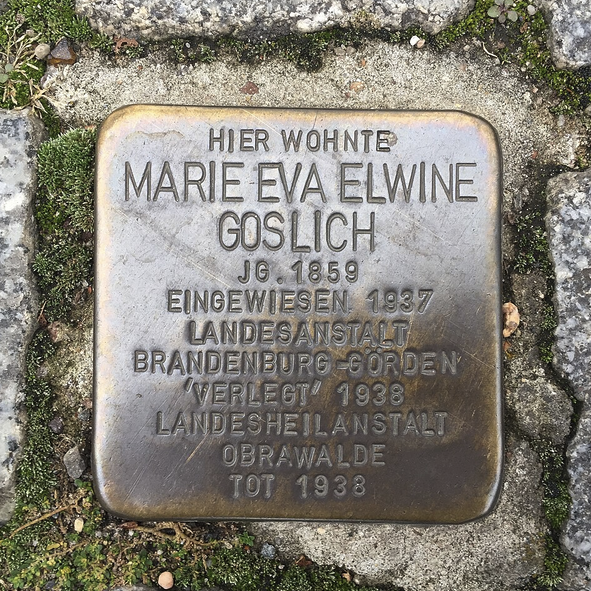 HIER WOHNTE
MARIE EVA ELWINE
GOSLICH
JG. 1859
EINGEWIESEN 1937
LANDESANSTALT
BRANDENBURG-GÖRDEN
'VERLEGT' 1938
LANDESHEILANSTALT
OBRAWALDE
TOT 1938